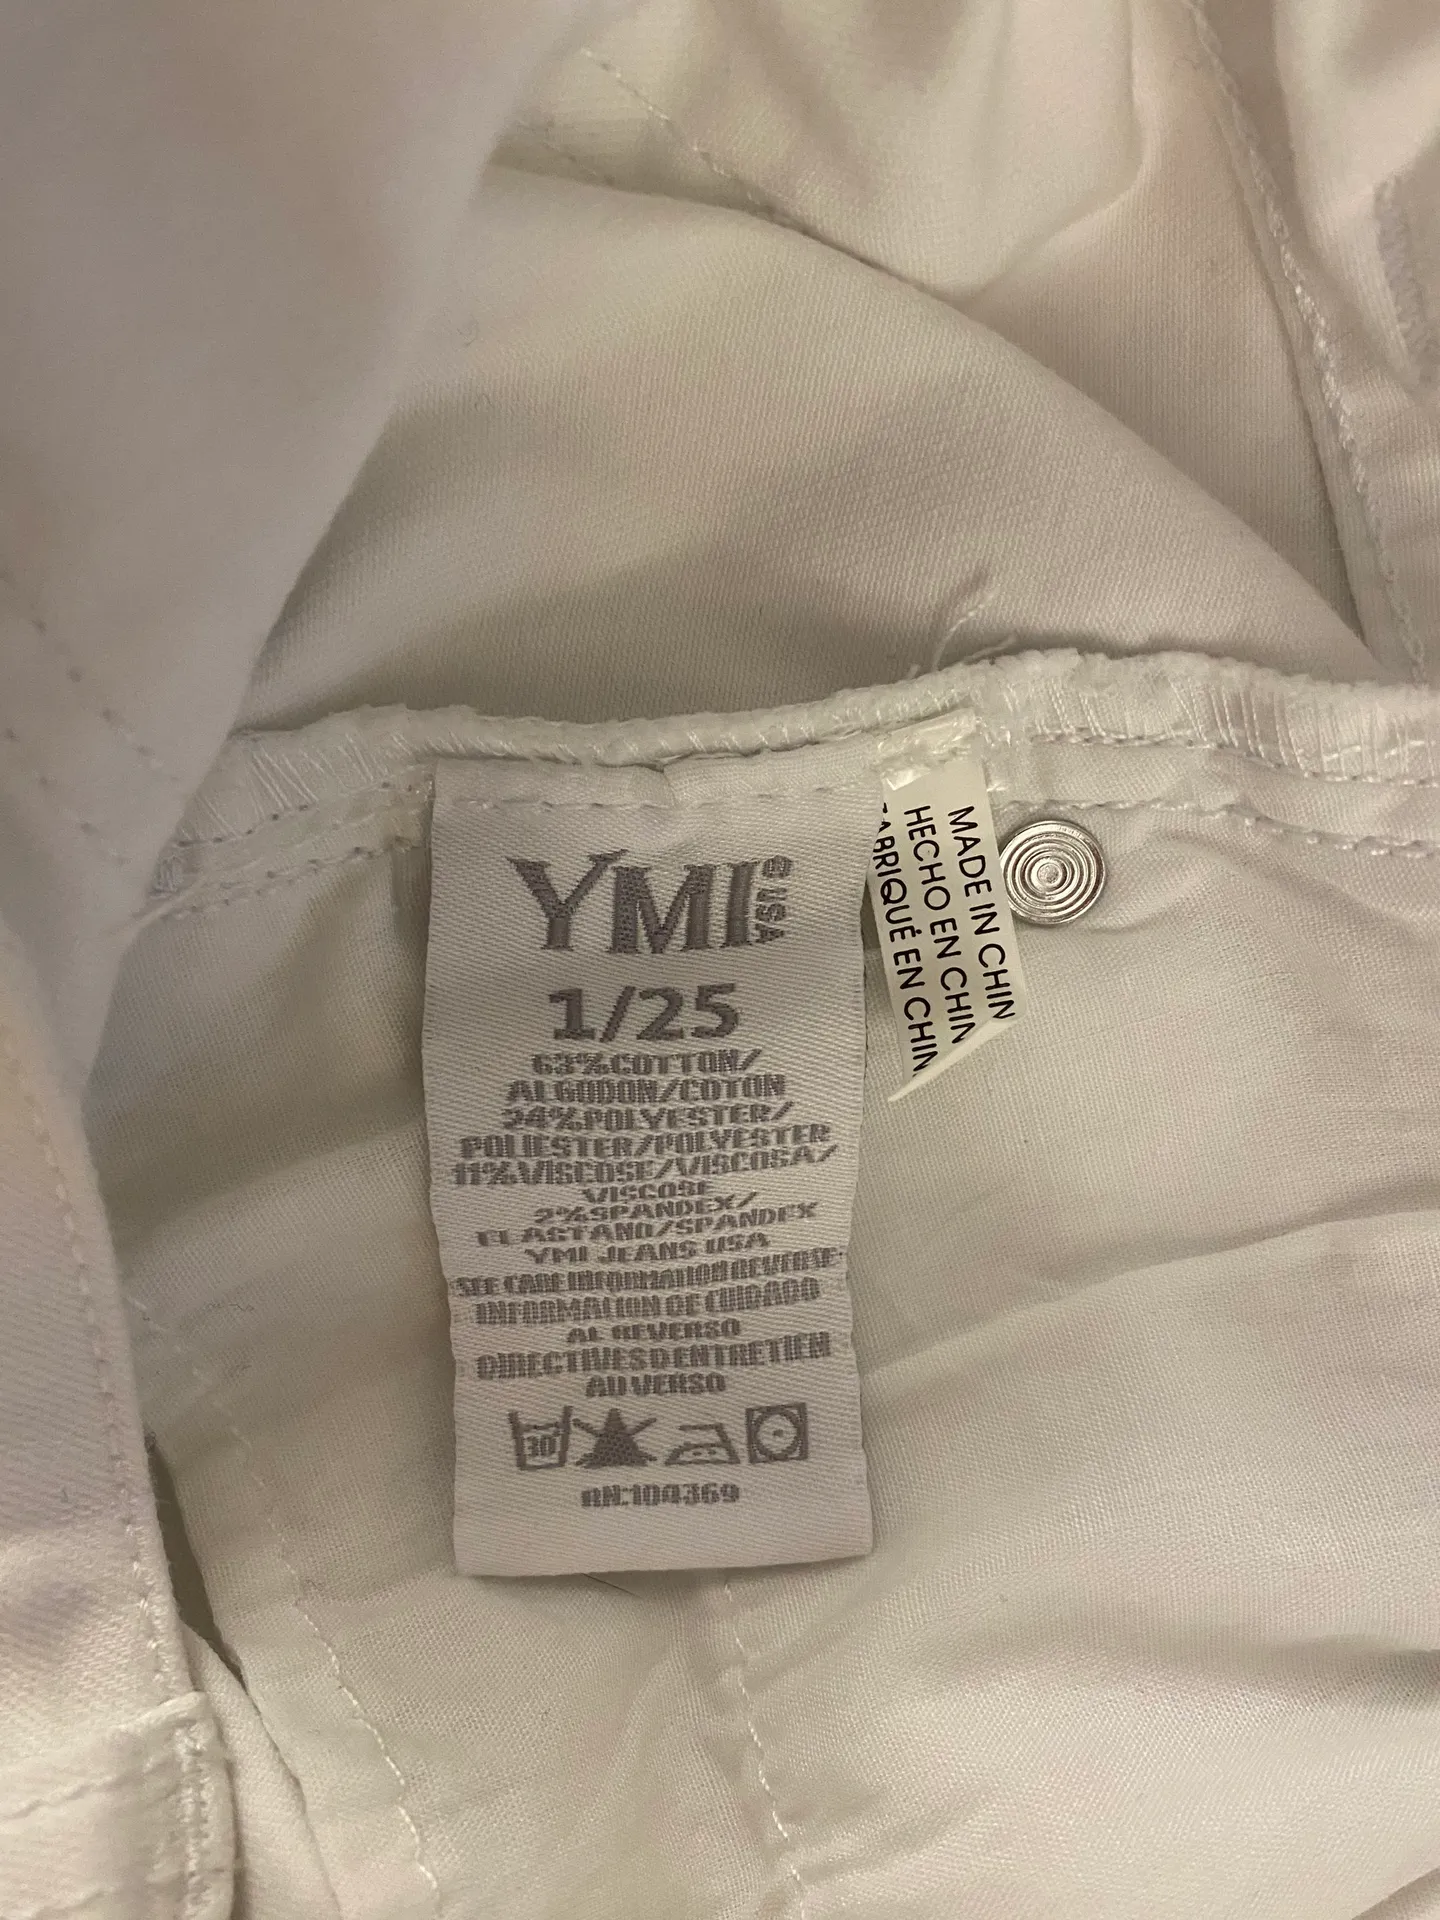 YMI ® USA
1/25
63%COTTON/
ALGODON/COTON
24%POLYESTER/
POLIESTER/POLYESTER
11%VISCOSE/VISCOSA/
VISCOSE
2%SPANDEX/
ELASTANO/SPANDEX
YMI JEANS USA
SEE CARE INFORMATION REVERSE-
INFORMACION DE CUIDADO
AL REVERSO
DIRECTIVES DENTRETIEN
AU VERSO
30°
RN:104369
MADE IN CHIN
HECHO EN CHIN
FABRIQUÉ EN CHIN